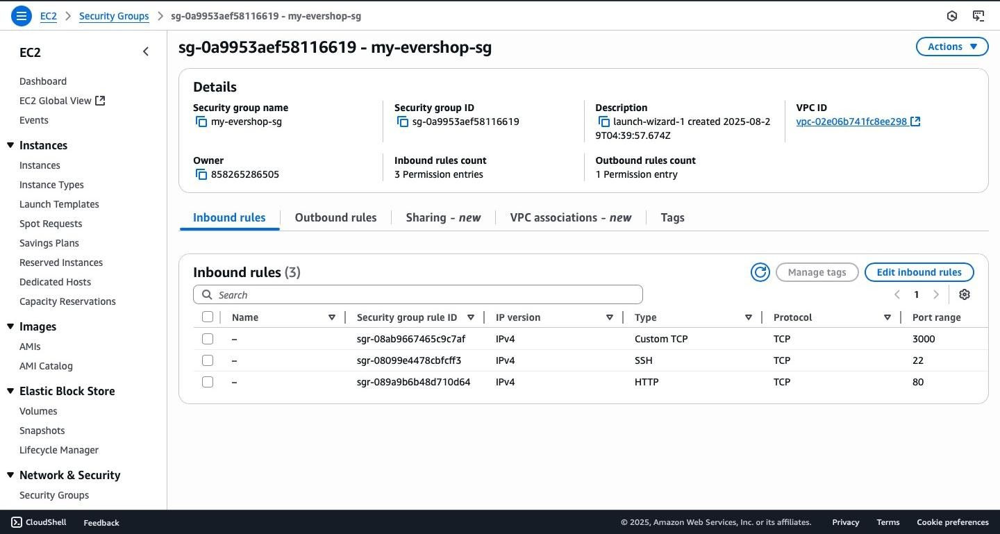 EC2 > Security Groups > sg-0a9953aef58116619 - my-evershop-sg
EC2
Dashboard
EC2 Global View
Events
Instances
Instances
Instance Types
Launch Templates
Spot Requests
Savings Plans
Reserved Instances
Dedicated Hosts
Capacity Reservations
Images
AMIs
AMI Catalog
Elastic Block Store
Volumes
Snapshots
Lifecycle Manager
Network & Security
Security Groups
sg-0a9953aef58116619 - my-evershop-sg
Actions
Details
Security group name
my-evershop-sg
Security group ID
sg-0a9953aef58116619
Description
launch-wizard-1 created 2025-08-2
9T04:39:57.674Z
VPC ID
vpc-02e06b741fc8ee298
Owner
858265286505
Inbound rules count
3 Permission entries
Outbound rules count
1 Permission entry
Inbound rules
Outbound rules
Sharing - new
VPC associations - new
Tags
Inbound rules (3)
Manage tags
Edit inbound rules
Search
1
Name Security group rule ID IP version Type Protocol Port range
– sgr-08ab9667465c9c7af IPv4 Custom TCP TCP 3000
– sgr-08099e4478cbfcff3 IPv4 SSH TCP 22
– sgr-089a9b6b48d710d64 IPv4 HTTP TCP 80
CloudShell Feedback © 2025, Amazon Web Services, Inc. or its affiliates. Privacy Terms Cookie preferences